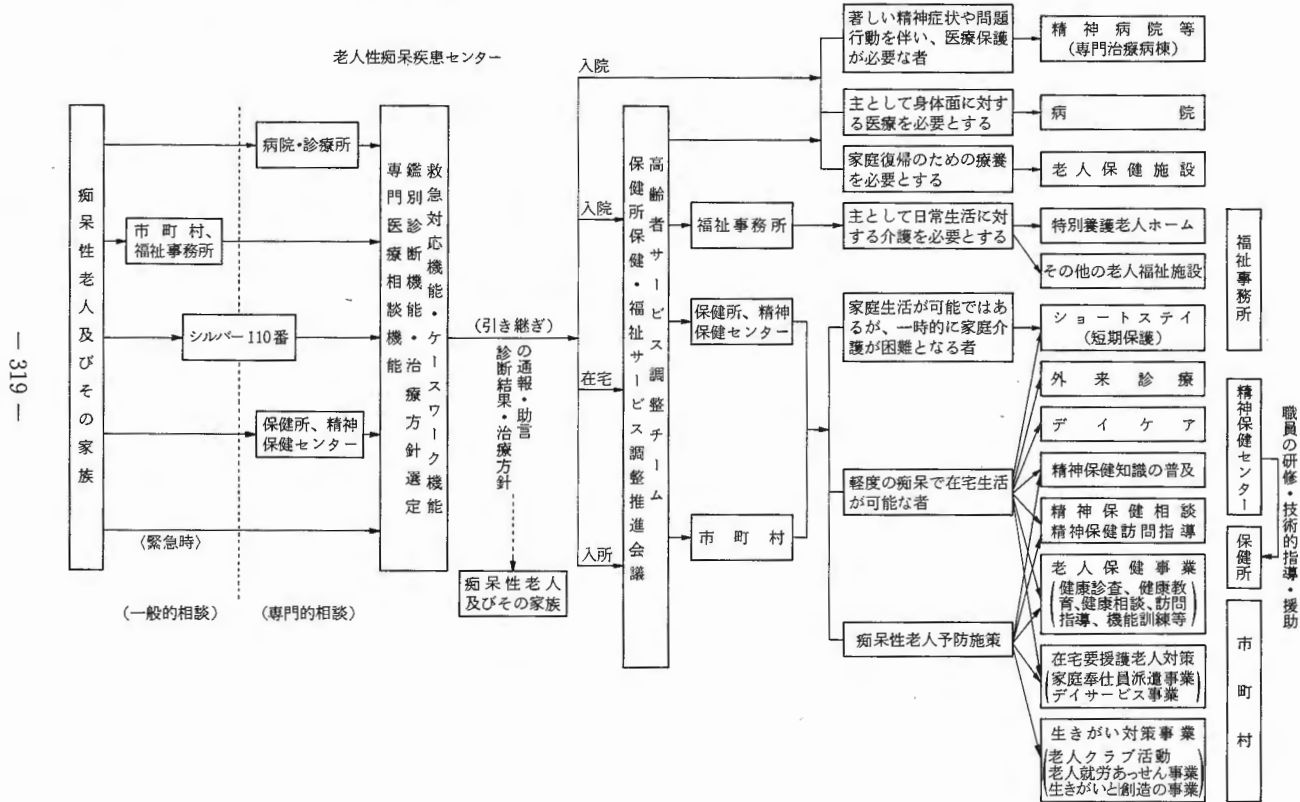 老人性痴呆疾患センター
痴呆性老人及びその家族
市町村、
福祉事務所
病院・診療所
シルバー110番
保健所、精神
保健センター
〈緊急時〉
(一般的相談)
(専門的相談)
救急対応機能・ケースワーク機能
鑑別診断機能・治療方針選定
専門医療相談機能
(引き継ぎ)
診断結果・治療方針
の通報・助言
痴呆性老人
及びその家族
入院
入院
在宅
入所
高齢者サービス調整チーム
保健所保健・福祉サービス調整推進会議
福祉事務所
保健所、精神
保健センター
市町村
著しい精神症状や問題
行動を伴い、医療保護
が必要な者
主として身体面に対す
る医療を必要とする
家庭復帰のための療養
を必要とする
主として日常生活に対
する介護を必要とする
家庭生活が可能ではあ
るが、一時的に家庭介
護が困難となる者
軽度の痴呆で在宅生活
が可能な者
痴呆性老人予防施策
精神病院等
(専門治療病棟)
病院
老人保健施設
特別養護老人ホーム
その他の老人福祉施設
ショートステイ
(短期保護)
外来診療
デイケア
精神保健知識の普及
精神保健相談
精神保健訪問指導
老人保健事業
(健康診査、健康教
育、健康相談、訪問
指導、機能訓練等)
在宅要援護老人対策
(家庭奉仕員派遣事業
デイサービス事業)
生きがい対策事業
(老人クラブ活動
老人就労あっせん事業
生きがいと創造の事業)
福祉事務所
精神保健センター
保健所
市町村
職員の研修・技術的指導・援助
— 319 —